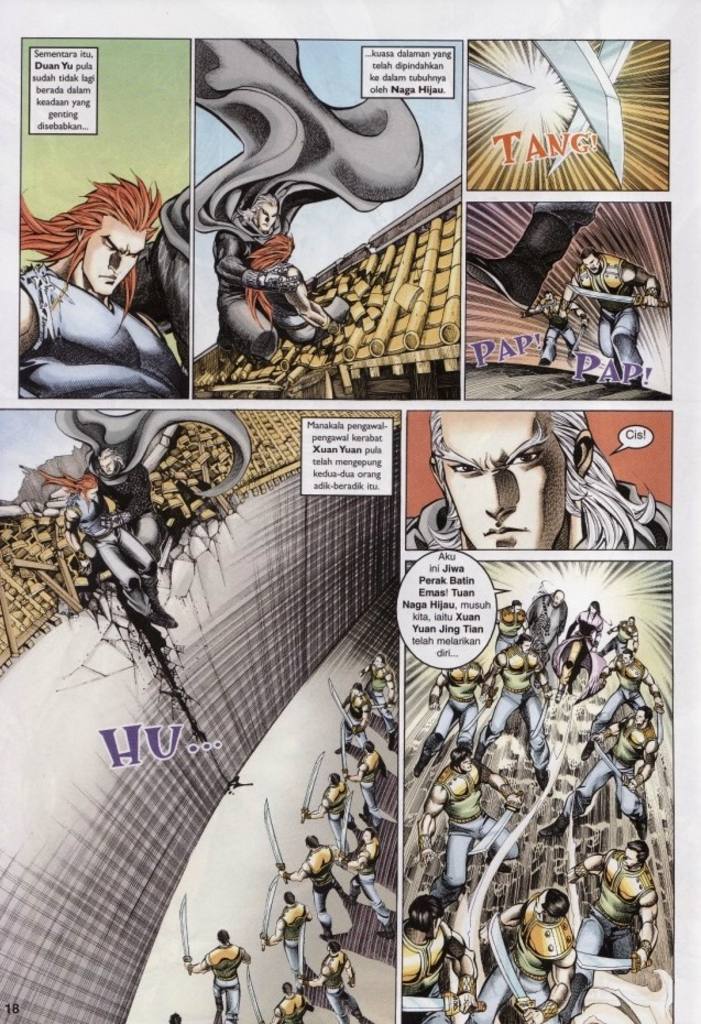 Sementara itu,
Duan Yu pula
sudah tidak lagi
berada dalam
keadaan yang
genting
disebabkan...
...kuasa dalaman yang
telah dipindahkan
ke dalam tubuhnya
oleh Naga Hijau.
TANG!
PAP!
PAP!
Manakala pengawal-
pengawal kerabat
Xuan Yuan pula
telah mengepung
kedua-dua orang
adik-beradik itu.
HU...
Cis!
Aku
ini Jiwa
Perak Batin
Emas! Tuan
Naga Hijau, musuh
kita, iaitu Xuan
Yuan Jing Tian
telah melarikan
diri...
18